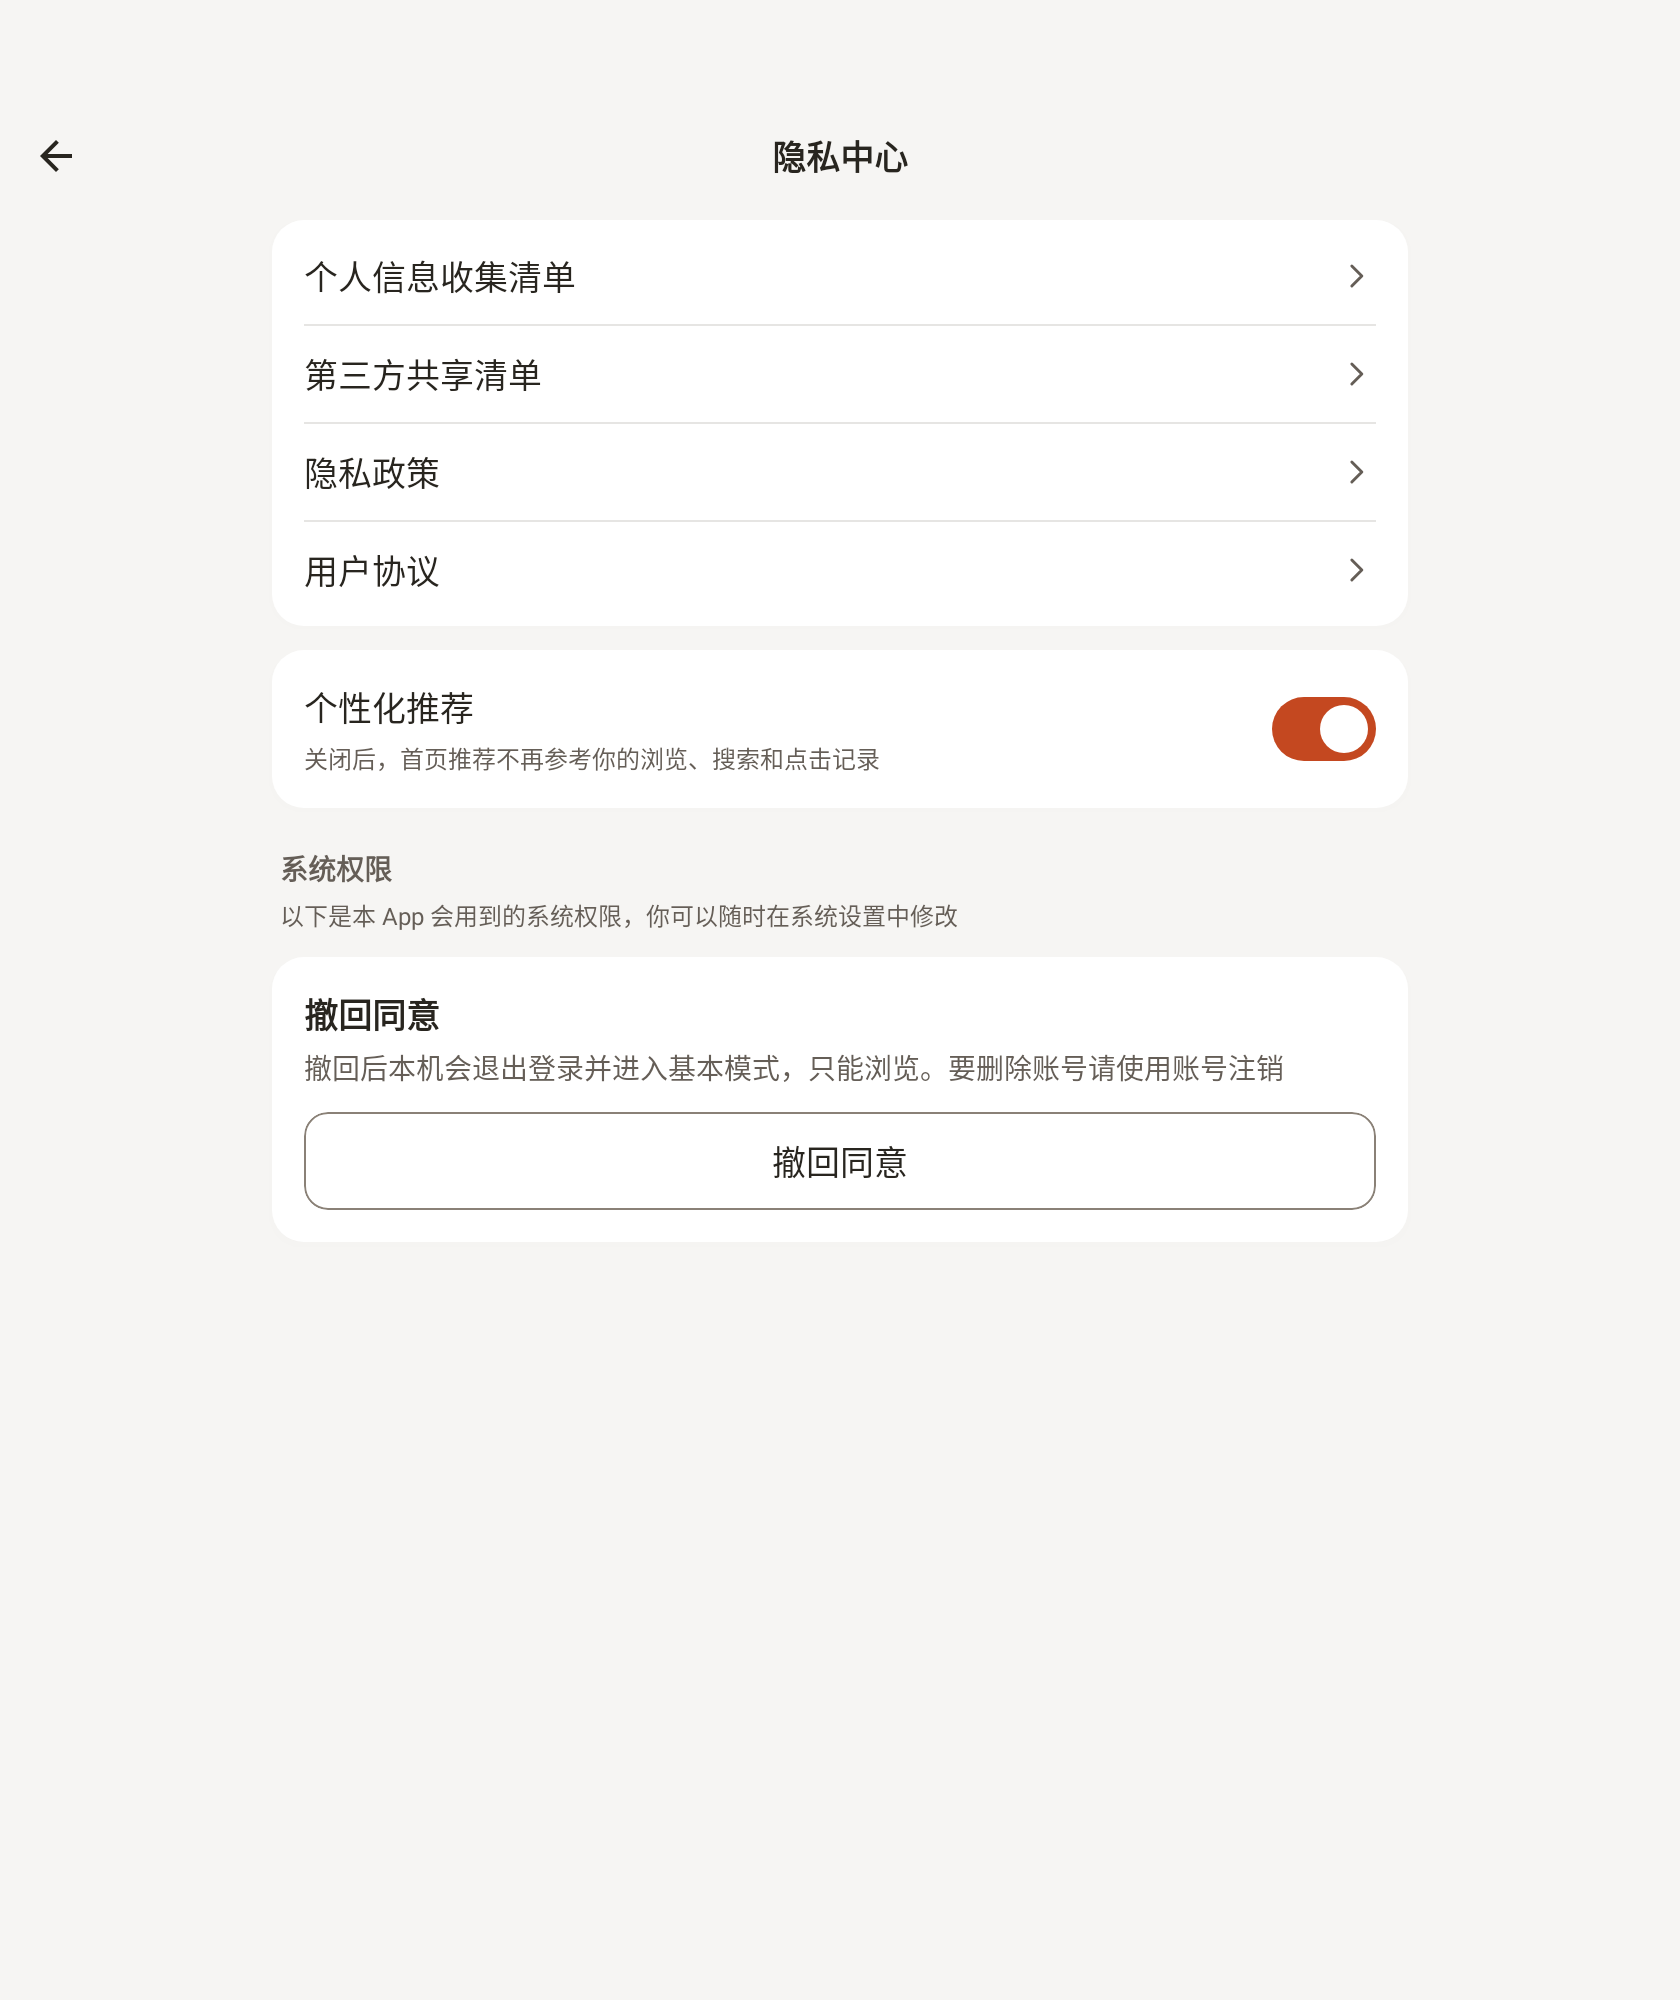 隐私中心
个人信息收集清单
第三方共享清单
隐私政策
用户协议
个性化推荐
关闭后，首页推荐不再参考你的浏览、搜索和点击记录
系统权限
以下是本 App 会用到的系统权限，你可以随时在系统设置中修改
撤回同意
撤回后本机会退出登录并进入基本模式，只能浏览。要删除账号请使用账号注销
撤回同意